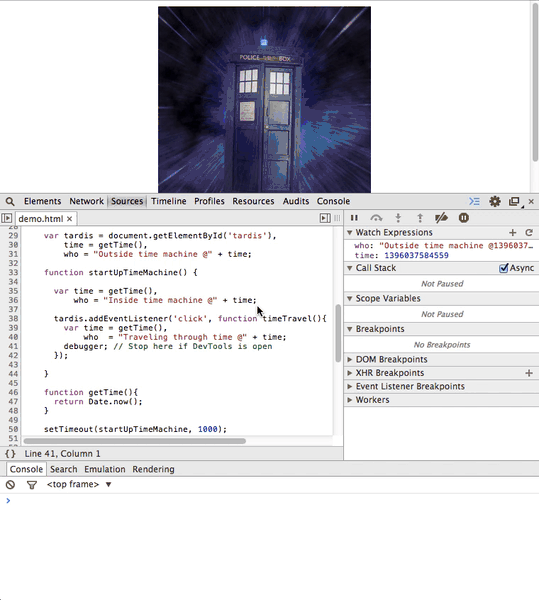 POLICE BOX
Elements Network Sources Timeline Profiles Resources Audits Console
demo.html ×
29 var tardis = document.getElementById('tardis'),
30 time = getTime(),
31 who = "Outside time machine @" + time;
32
33 function startUpTimeMachine() {
34
35 var time = getTime(),
36 who = "Inside time machine @" + time;
37
38 tardis.addEventListener('click', function timeTravel(){
39 var time = getTime(),
40 who = "Traveling through time @" + time;
41 debugger; // Stop here if DevTools is open
42 });
43
44 }
45
46 function getTime(){
47 return Date.now();
48 }
49
50 setTimeout(startUpTimeMachine, 1000);
51
{} Line 41, Column 1
Watch Expressions
who: "Outside time machine @1396037...
time: 1396037584559
Call Stack Async
Not Paused
Scope Variables
Not Paused
Breakpoints
No Breakpoints
DOM Breakpoints
XHR Breakpoints
Event Listener Breakpoints
Workers
Console Search Emulation Rendering
<top frame>